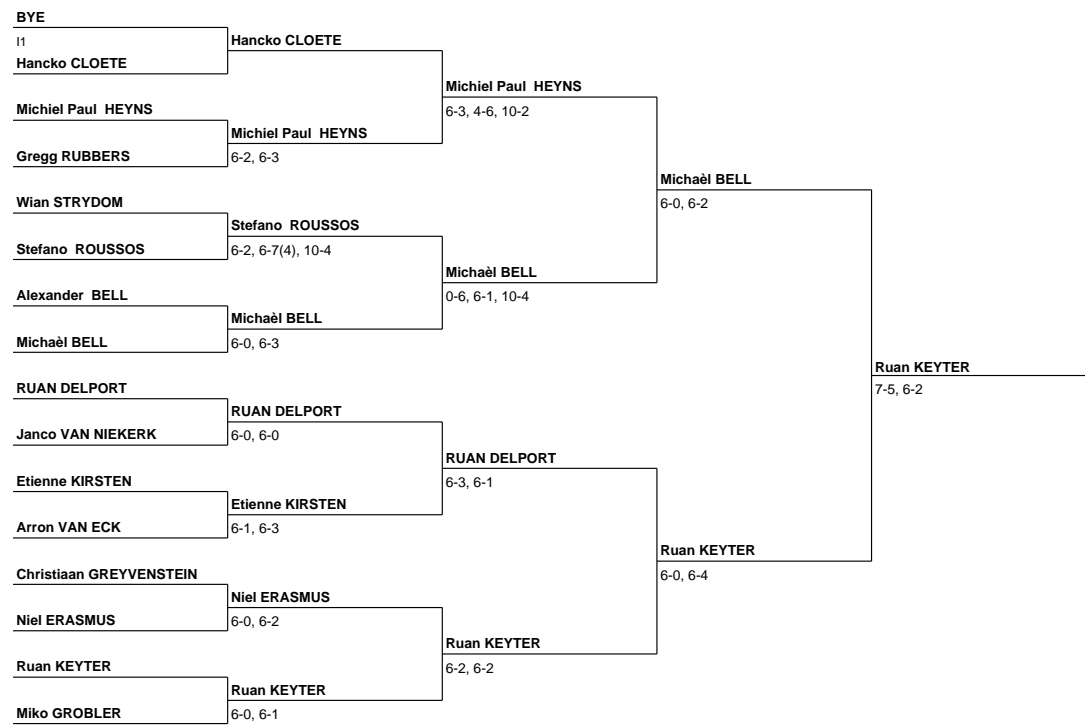 BYE
I1
Hancko CLOETE
Michiel Paul HEYNS
Gregg RUBBERS
Wian STRYDOM
Stefano ROUSSOS
Alexander BELL
Michaèl BELL
RUAN DELPORT
Janco VAN NIEKERK
Etienne KIRSTEN
Arron VAN ECK
Christiaan GREYVENSTEIN
Niel ERASMUS
Ruan KEYTER
Miko GROBLER
Hancko CLOETE
Michiel Paul HEYNS
6-2, 6-3
Stefano ROUSSOS
6-2, 6-7(4), 10-4
Michaèl BELL
6-0, 6-3
RUAN DELPORT
6-0, 6-0
Etienne KIRSTEN
6-1, 6-3
Niel ERASMUS
6-0, 6-2
Ruan KEYTER
6-0, 6-1
Michiel Paul HEYNS
6-3, 4-6, 10-2
Michaèl BELL
0-6, 6-1, 10-4
RUAN DELPORT
6-3, 6-1
Ruan KEYTER
6-2, 6-2
Michaèl BELL
6-0, 6-2
Ruan KEYTER
6-0, 6-4
Ruan KEYTER
7-5, 6-2